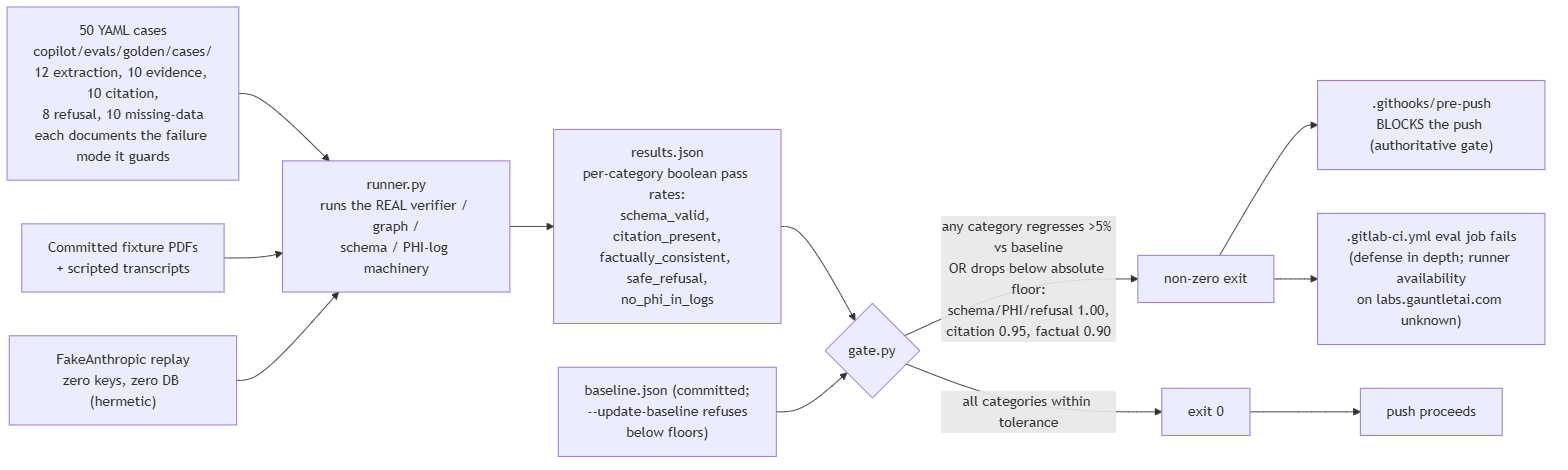 50 YAML cases
copilot/evals/golden/cases/
12 extraction, 10 evidence,
10 citation,
8 refusal, 10 missing-data
each documents the failure
mode it guards
Committed fixture PDFs
+ scripted transcripts
FakeAnthropic replay
zero keys, zero DB
(hermetic)
runner.py
runs the REAL verifier /
graph /
schema / PHI-log
machinery
results.json
per-category boolean pass
rates:
schema_valid,
citation_present,
factually_consistent,
safe_refusal,
no_phi_in_logs
baseline.json (committed;
--update-baseline refuses
below floors)
gate.py
any category regresses >5%
vs baseline
OR drops below absolute
floor:
schema/PHI/refusal 1.00,
citation 0.95, factual 0.90
all categories within
tolerance
non-zero exit
exit 0
.githooks/pre-push
BLOCKS the push
(authoritative gate)
.gitlab-ci.yml eval job fails
(defense in depth; runner
availability
on labs.gauntletai.com
unknown)
push proceeds